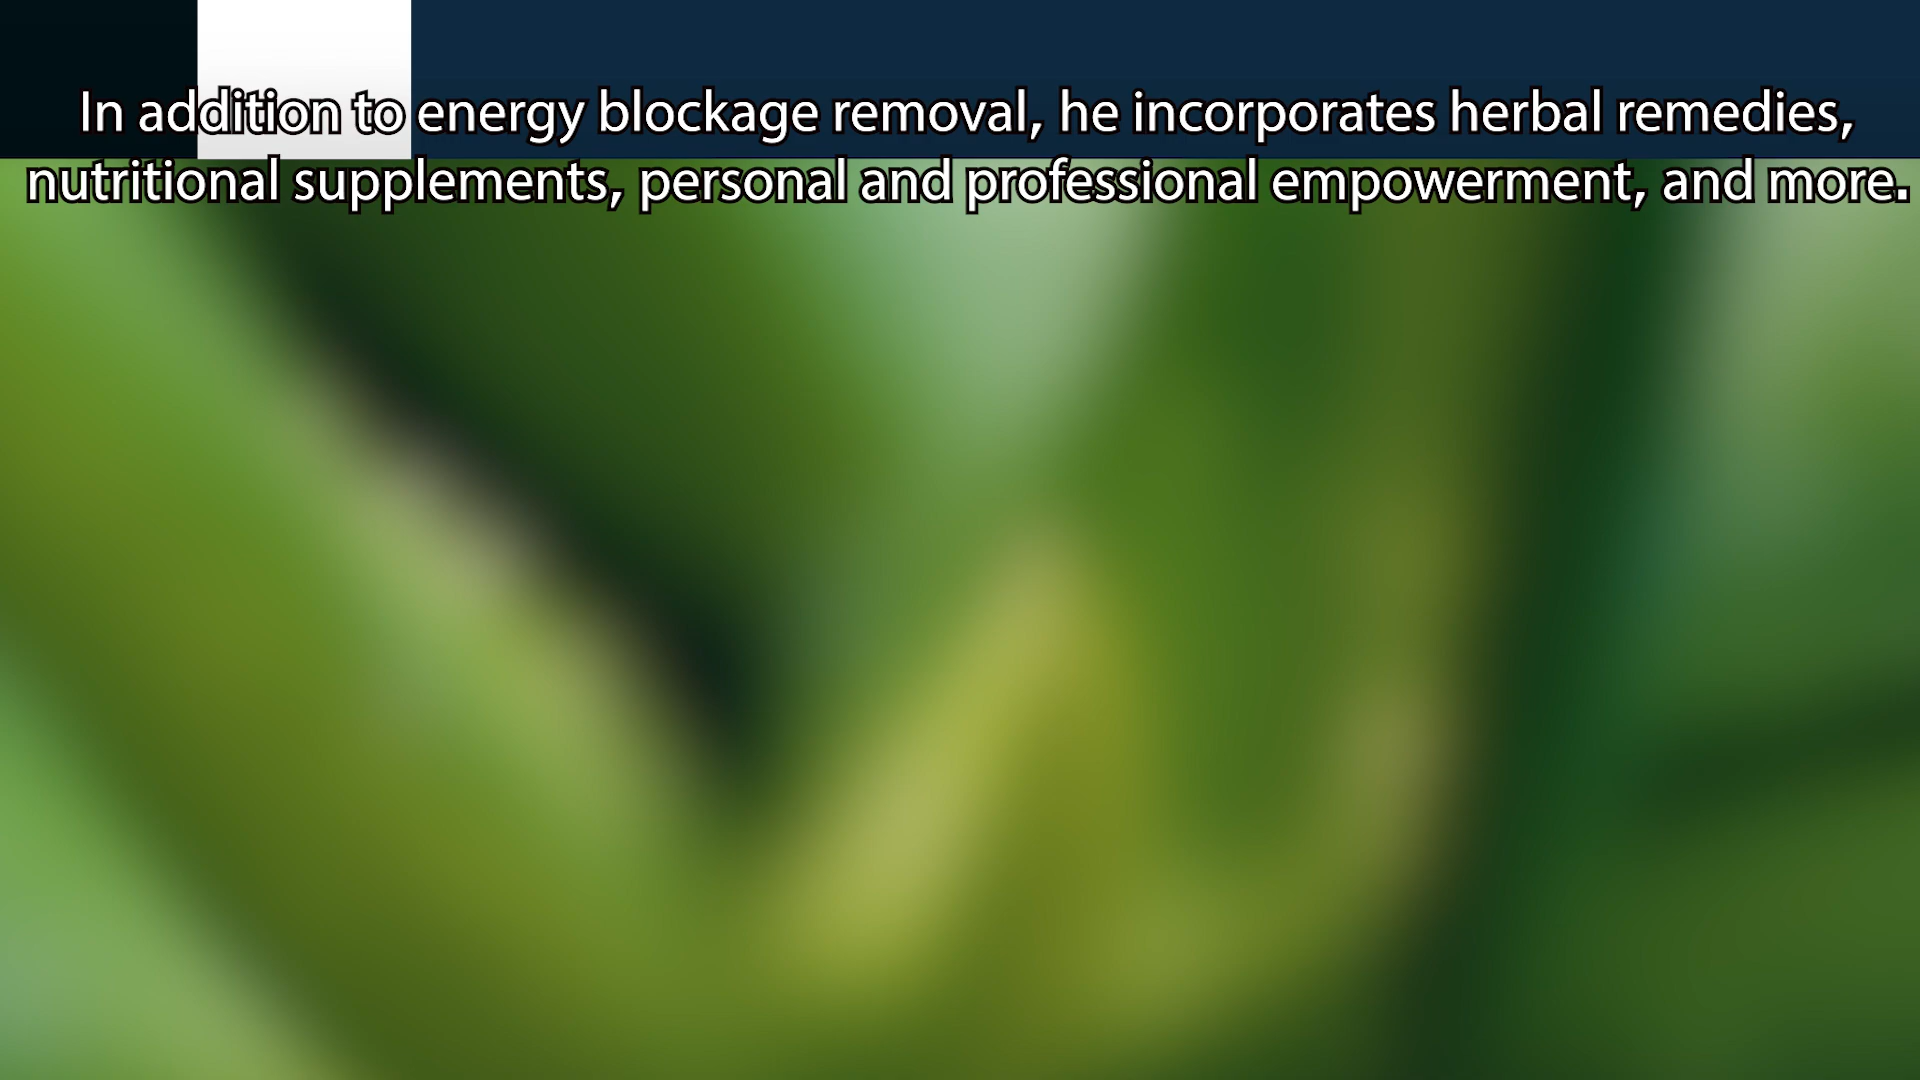 In addition to energy blockage removal, he incorporates herbal remedies,
nutritional supplements, personal and professional empowerment, and more.